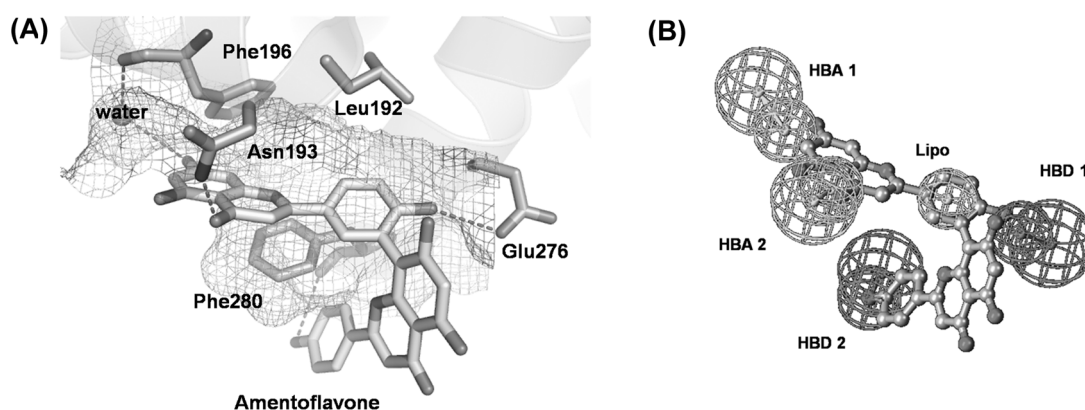 (A)
Phe196
Leu192
water
Asn193
Glu276
Phe280
Amentoflavone
(B)
HBA 1
Lipo
HBD 1
HBA 2
HBD 2